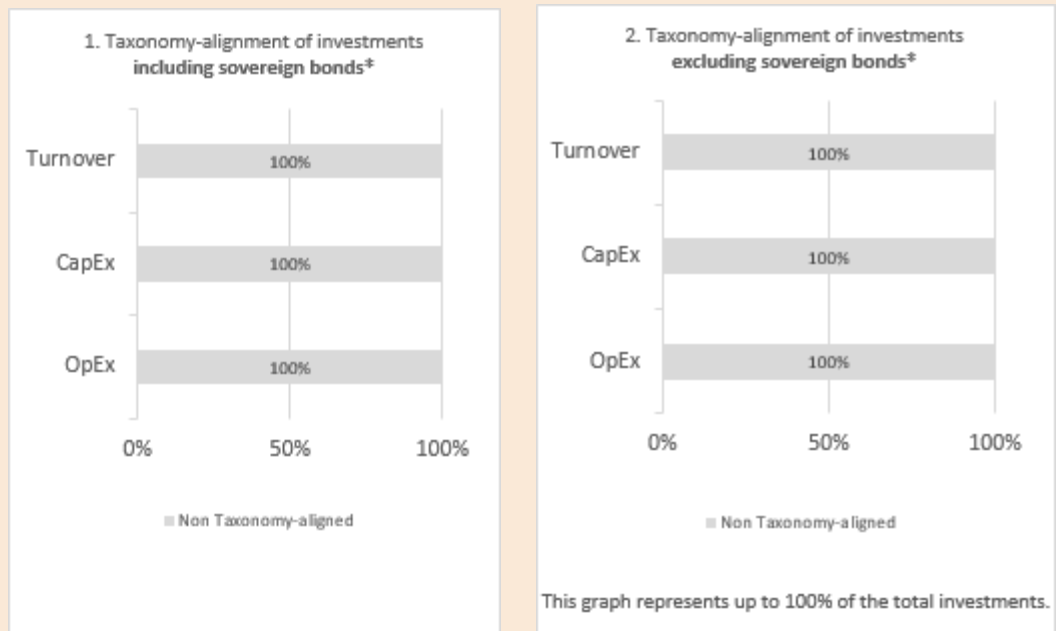 1. Taxonomy-alignment of investments
including sovereign bonds*
Turnover
100%
CapEx
100%
OpEx
100%
0% 50% 100%
Non Taxonomy-aligned
2. Taxonomy-alignment of investments
excluding sovereign bonds*
Turnover
100%
CapEx
100%
OpEx
100%
0% 50% 100%
Non Taxonomy-aligned
This graph represents up to 100% of the total investments.